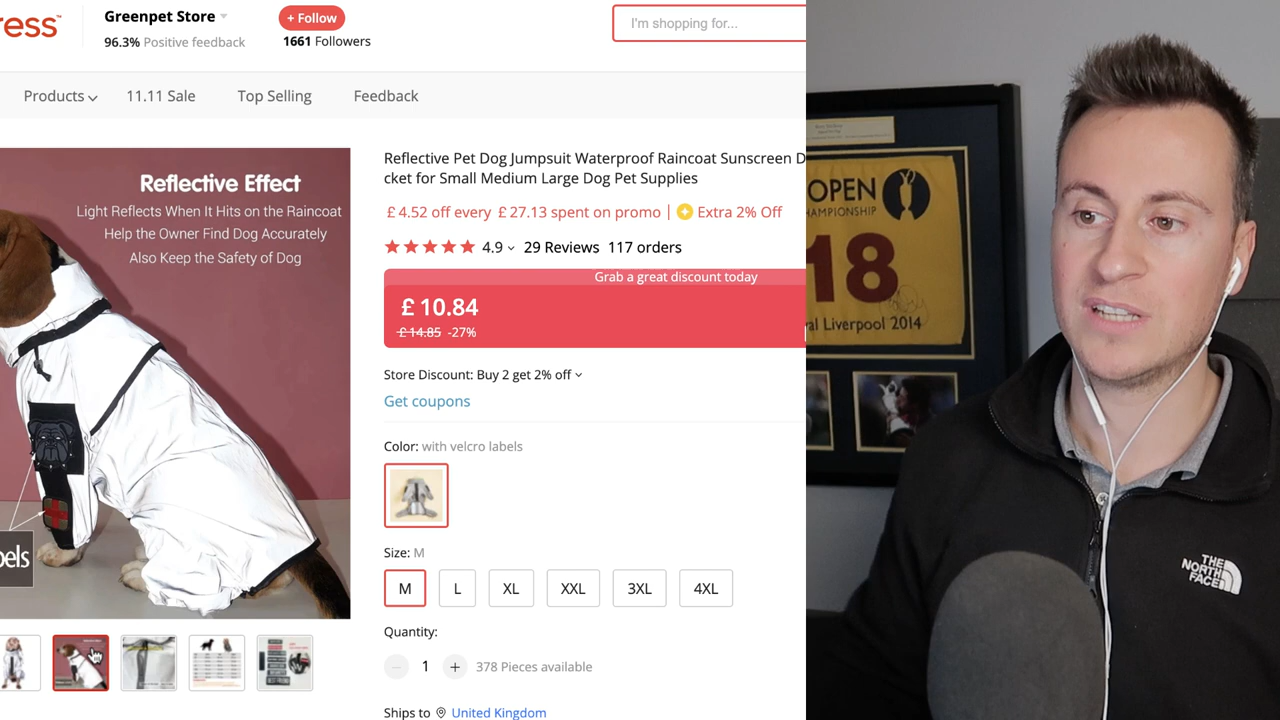 ess™
Greenpet Store
+ Follow
96.3% Positive feedback
1661 Followers
I'm shopping for...
Products
11.11 Sale
Top Selling
Feedback
Reflective Effect
Light Reflects When It Hits on the Raincoat
Help the Owner Find Dog Accurately
Also Keep the Safety of Dog
bels
Reflective Pet Dog Jumpsuit Waterproof Raincoat Sunscreen D
cket for Small Medium Large Dog Pet Supplies
£ 4.52 off every £ 27.13 spent on promo | Extra 2% Off
4.9 29 Reviews 117 orders
Grab a great discount today
£ 10.84
£ 14.85 -27%
Store Discount: Buy 2 get 2% off
Get coupons
Color: with velcro labels
Size: M
M L XL XXL 3XL 4XL
Quantity:
1 + 378 Pieces available
Ships to United Kingdom
OPEN
HAMPIONSHIP
18
al Liverpool 2014
THE
NORTH
FACE